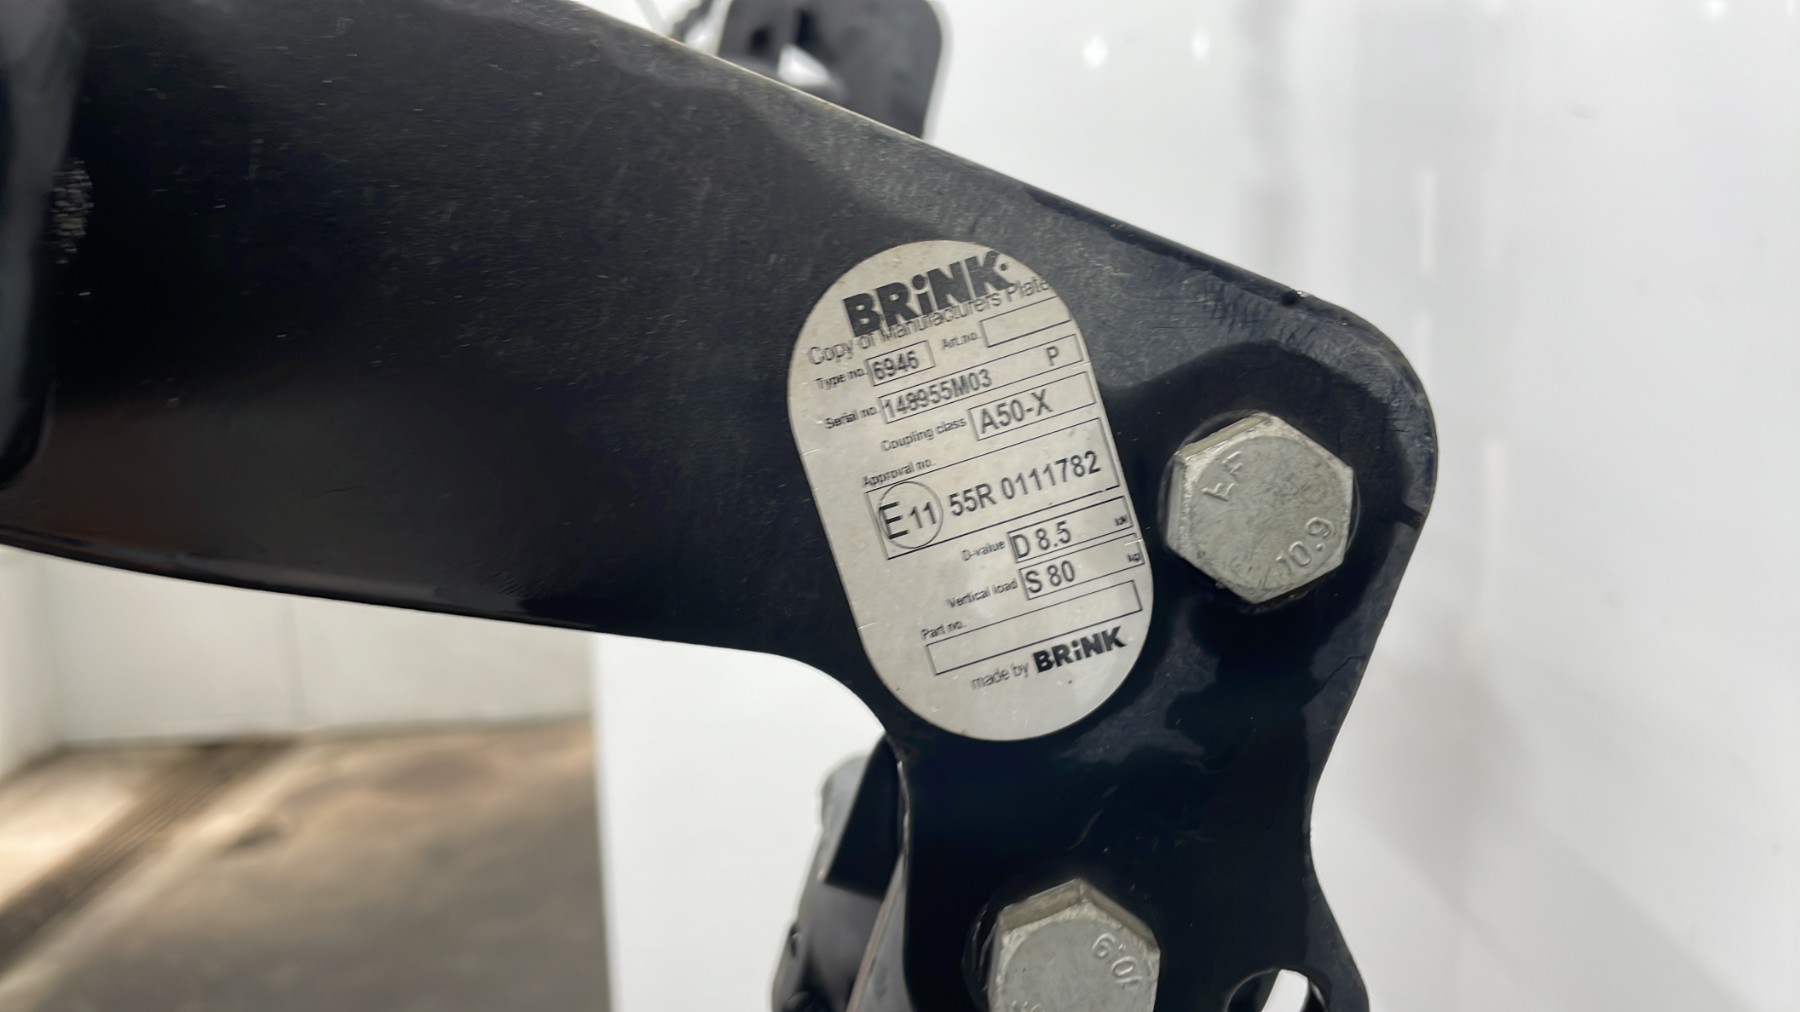 BRiNK
Copy of Manufacturers Plate
Type no. 6946 Art.no.
Serial no. 148955M03 P
Coupling class A50-X
Approval no.
E11 55R 0111782
D-value D 8.5 kN
Vertical load S 80 kg
Part no.
made by BRiNK
10.9
10.9